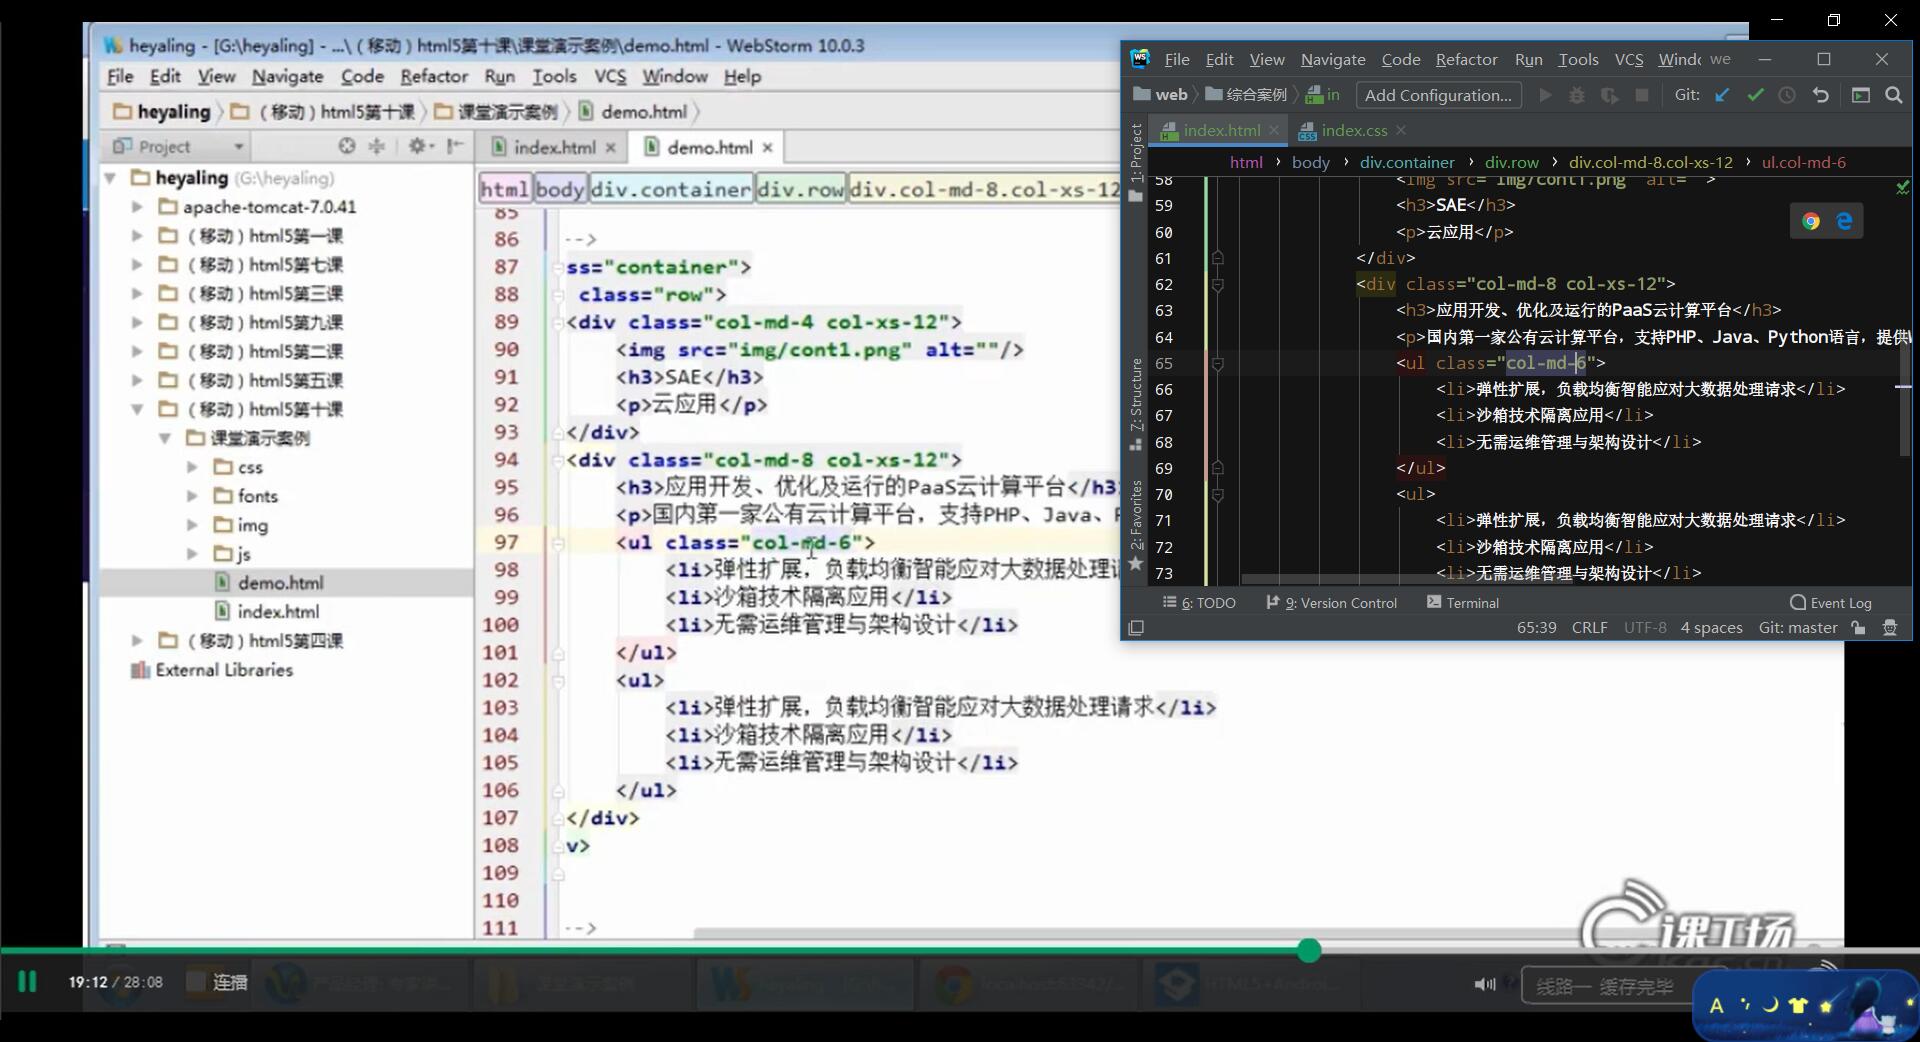 heyaling - [G:\heyaling] - ...\（移动）html5第十课\课堂演示案例\demo.html - WebStorm 10.0.3
File Edit View Navigate Code Refactor Run Tools VCS Window Help
heyaling （移动）html5第十课 课堂演示案例 demo.html
Project
index.html × demo.html ×
heyaling (G:\heyaling)
apache-tomcat-7.0.41
（移动）html5第一课
（移动）html5第七课
（移动）html5第三课
（移动）html5第九课
（移动）html5第二课
（移动）html5第五课
（移动）html5第十课
课堂演示案例
css
fonts
img
js
demo.html
index.html
（移动）html5第四课
External Libraries
html body div.container div.row div.col-md-8.col-xs-12
85
86 -->
87 ss="container">
88 class="row">
89 <div class="col-md-4 col-xs-12">
90 <img src="img/cont1.png" alt=""/>
91 <h3>SAE</h3>
92 <p>云应用</p>
93 </div>
94 <div class="col-md-8 col-xs-12">
95 <h3>应用开发、优化及运行的PaaS云计算平台</h3
96 <p>国内第一家公有云计算平台，支持PHP、Java、
97 <ul class="col-md-6">
98 <li>弹性扩展，负载均衡智能应对大数据处理请
99 <li>沙箱技术隔离应用</li>
100 <li>无需运维管理与架构设计</li>
101 </ul>
102 <ul>
103 <li>弹性扩展，负载均衡智能应对大数据处理请求</li>
104 <li>沙箱技术隔离应用</li>
105 <li>无需运维管理与架构设计</li>
106 </ul>
107 </div>
108 v>
109
110
111 -->
File Edit View Navigate Code Refactor Run Tools VCS Windo we
web 综合案例 in Add Configuration... Git:
index.html × index.css ×
html › body › div.container › div.row › div.col-md-8.col-xs-12 › ul.col-md-6
1: Project
7: Structure
2: Favorites
58 <img src="img/cont1.png" alt="">
59 <h3>SAE</h3>
60 <p>云应用</p>
61 </div>
62 <div class="col-md-8 col-xs-12">
63 <h3>应用开发、优化及运行的PaaS云计算平台</h3>
64 <p>国内第一家公有云计算平台，支持PHP、Java、Python语言，提供
65 <ul class="col-md-6">
66 <li>弹性扩展，负载均衡智能应对大数据处理请求</li>
67 <li>沙箱技术隔离应用</li>
68 <li>无需运维管理与架构设计</li>
69 </ul>
70 <ul>
71 <li>弹性扩展，负载均衡智能应对大数据处理请求</li>
72 <li>沙箱技术隔离应用</li>
73 <li>无需运维管理与架构设计</li>
6: TODO 9: Version Control Terminal Event Log
65:39 CRLF UTF-8 4 spaces Git: master
课工场
19:12 / 28:08 连播
线路一 缓存完毕
A